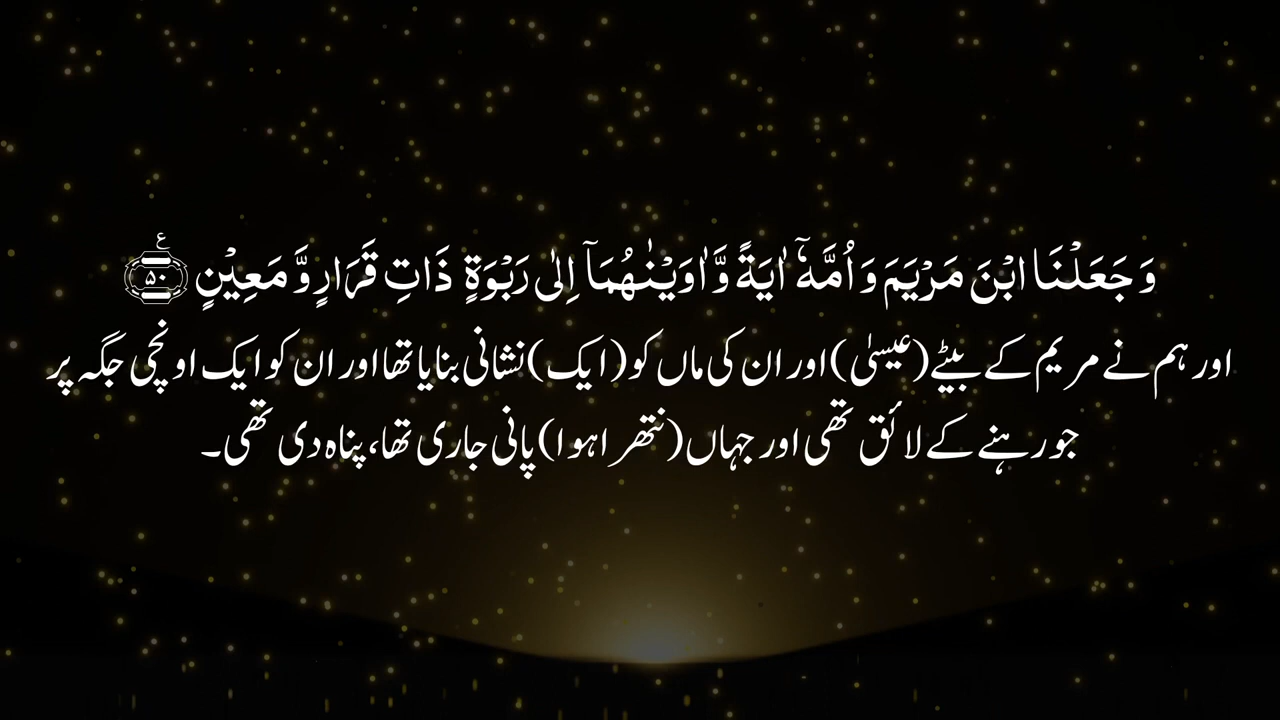 وَجَعَلْنَا ابْنَ مَرْيَمَ وَاُمَّهٗۤ اٰيَةً وَّاٰوَيْنٰهُمَاۤ اِلٰى رَبْوَةٍ ذَاتِ قَرَارٍ وَّمَعِيْنٍ ۝۵۰ ع
اور ہم نے مریم کے بیٹے (عیسیٰ) اور ان کی ماں کو (ایک) نشانی بنایا تھا اور ان کو ایک اونچی جگہ پر
جو رہنے کے لائق تھی اور جہاں (نتھرا ہوا) پانی جاری تھا، پناہ دی تھی۔